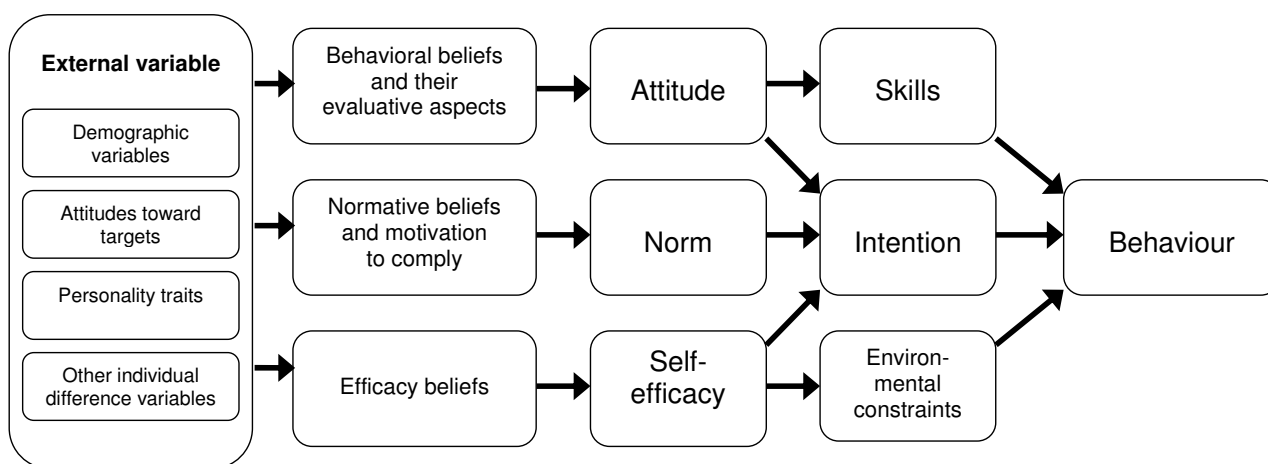 External variable
Demographic
variables
Attitudes toward
targets
Personality traits
Other individual
difference variables
Behavioral beliefs
and their
evaluative aspects
Normative beliefs
and motivation
to comply
Efficacy beliefs
Attitude
Norm
Self-
efficacy
Skills
Intention
Environ-
mental
constraints
Behaviour